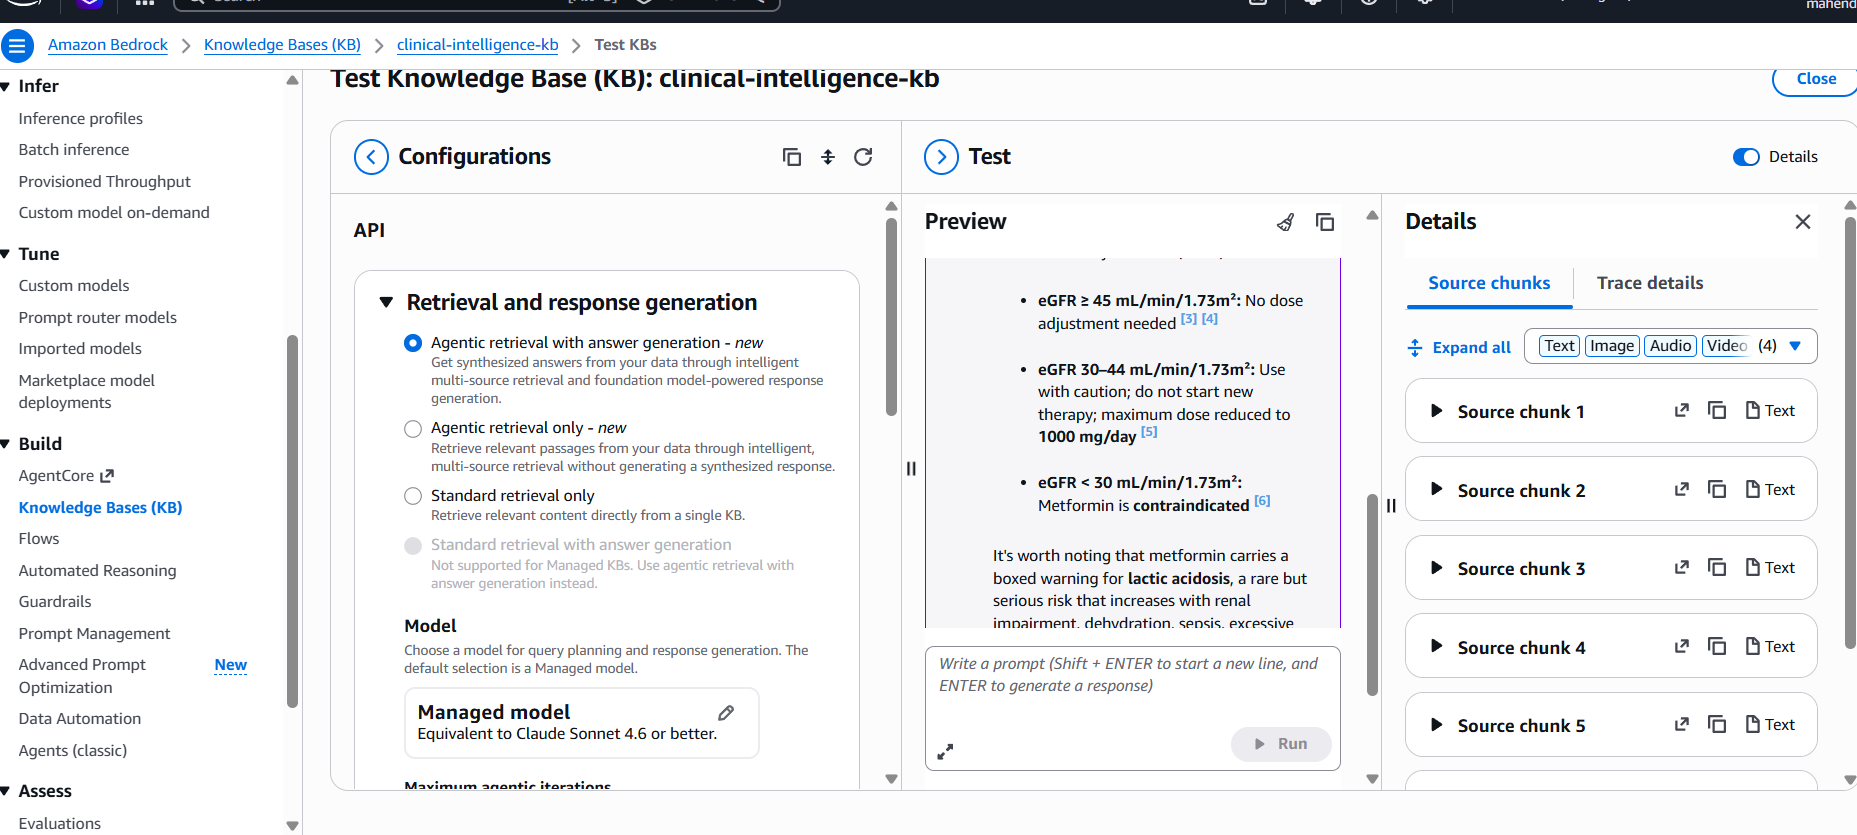 mahend
Amazon Bedrock
Knowledge Bases (KB)
clinical-intelligence-kb
Test KBs
Infer
Inference profiles
Batch inference
Provisioned Throughput
Custom model on-demand
Tune
Custom models
Prompt router models
Imported models
Marketplace model
deployments
Build
AgentCore
Knowledge Bases (KB)
Flows
Automated Reasoning
Guardrails
Prompt Management
Advanced Prompt New
Optimization
Data Automation
Agents (classic)
Assess
Evaluations
Test Knowledge Base (KB): clinical-intelligence-kb
Close
Configurations
API
Retrieval and response generation
Agentic retrieval with answer generation - new
Get synthesized answers from your data through intelligent
multi-source retrieval and foundation model-powered response
generation.
Agentic retrieval only - new
Retrieve relevant passages from your data through intelligent,
multi-source retrieval without generating a synthesized response.
Standard retrieval only
Retrieve relevant content directly from a single KB.
Standard retrieval with answer generation
Not supported for Managed KBs. Use agentic retrieval with
answer generation instead.
Model
Choose a model for query planning and response generation. The
default selection is a Managed model.
Managed model
Equivalent to Claude Sonnet 4.6 or better.
Maximum agentic iterations
Test
Details
Preview
• eGFR ≥ 45 mL/min/1.73m²: No dose
adjustment needed [3] [4]
• eGFR 30–44 mL/min/1.73m²: Use
with caution; do not start new
therapy; maximum dose reduced to
1000 mg/day [5]
• eGFR < 30 mL/min/1.73m²:
Metformin is contraindicated [6]
It's worth noting that metformin carries a
boxed warning for lactic acidosis, a rare but
serious risk that increases with renal
impairment, dehydration, sepsis, excessive
Write a prompt (Shift + ENTER to start a new line, and
ENTER to generate a response)
Run
Details
Source chunks
Trace details
Expand all
Text Image Audio Video (4)
Source chunk 1 Text
Source chunk 2 Text
Source chunk 3 Text
Source chunk 4 Text
Source chunk 5 Text